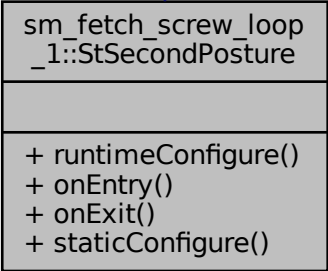 sm_fetch_screw_loop
_1::StSecondPosture
+ runtimeConfigure()
+ onEntry()
+ onExit()
+ staticConfigure()